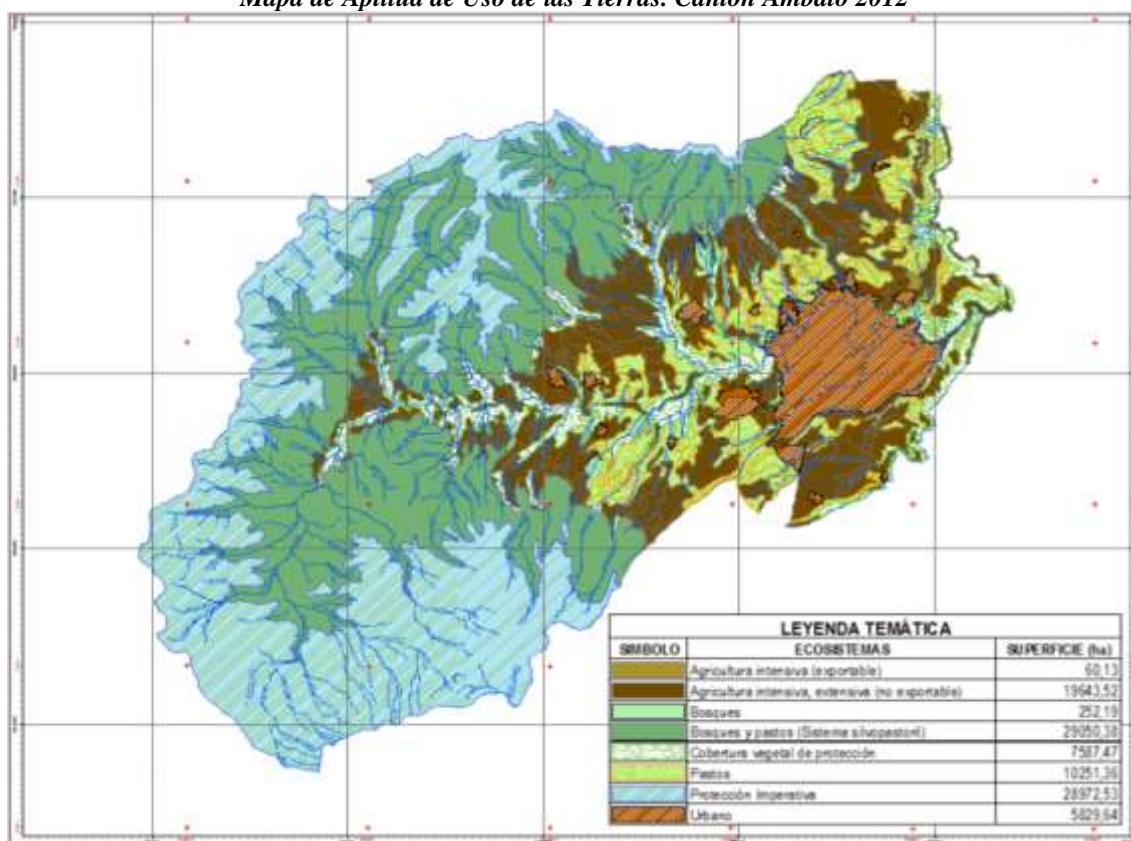 Mapa de Aptitud de Uso de las Tierras. Cantón Ambato 2012
LEYENDA TEMÁTICA
SIMBOLO ECOSISTEMAS SUPERFICIE (ha)
Agricultura intensiva (exportable) 60,13
Agricultura intensiva, extensiva (no exportable) 19643,52
Bosques 252,19
Bosques y pastos (Sistema silvopastoril) 29050,38
Cobertura vegetal de protección 7587,47
Pastos 10251,36
Protección Imperativa 28972,53
Urbano 5829,64